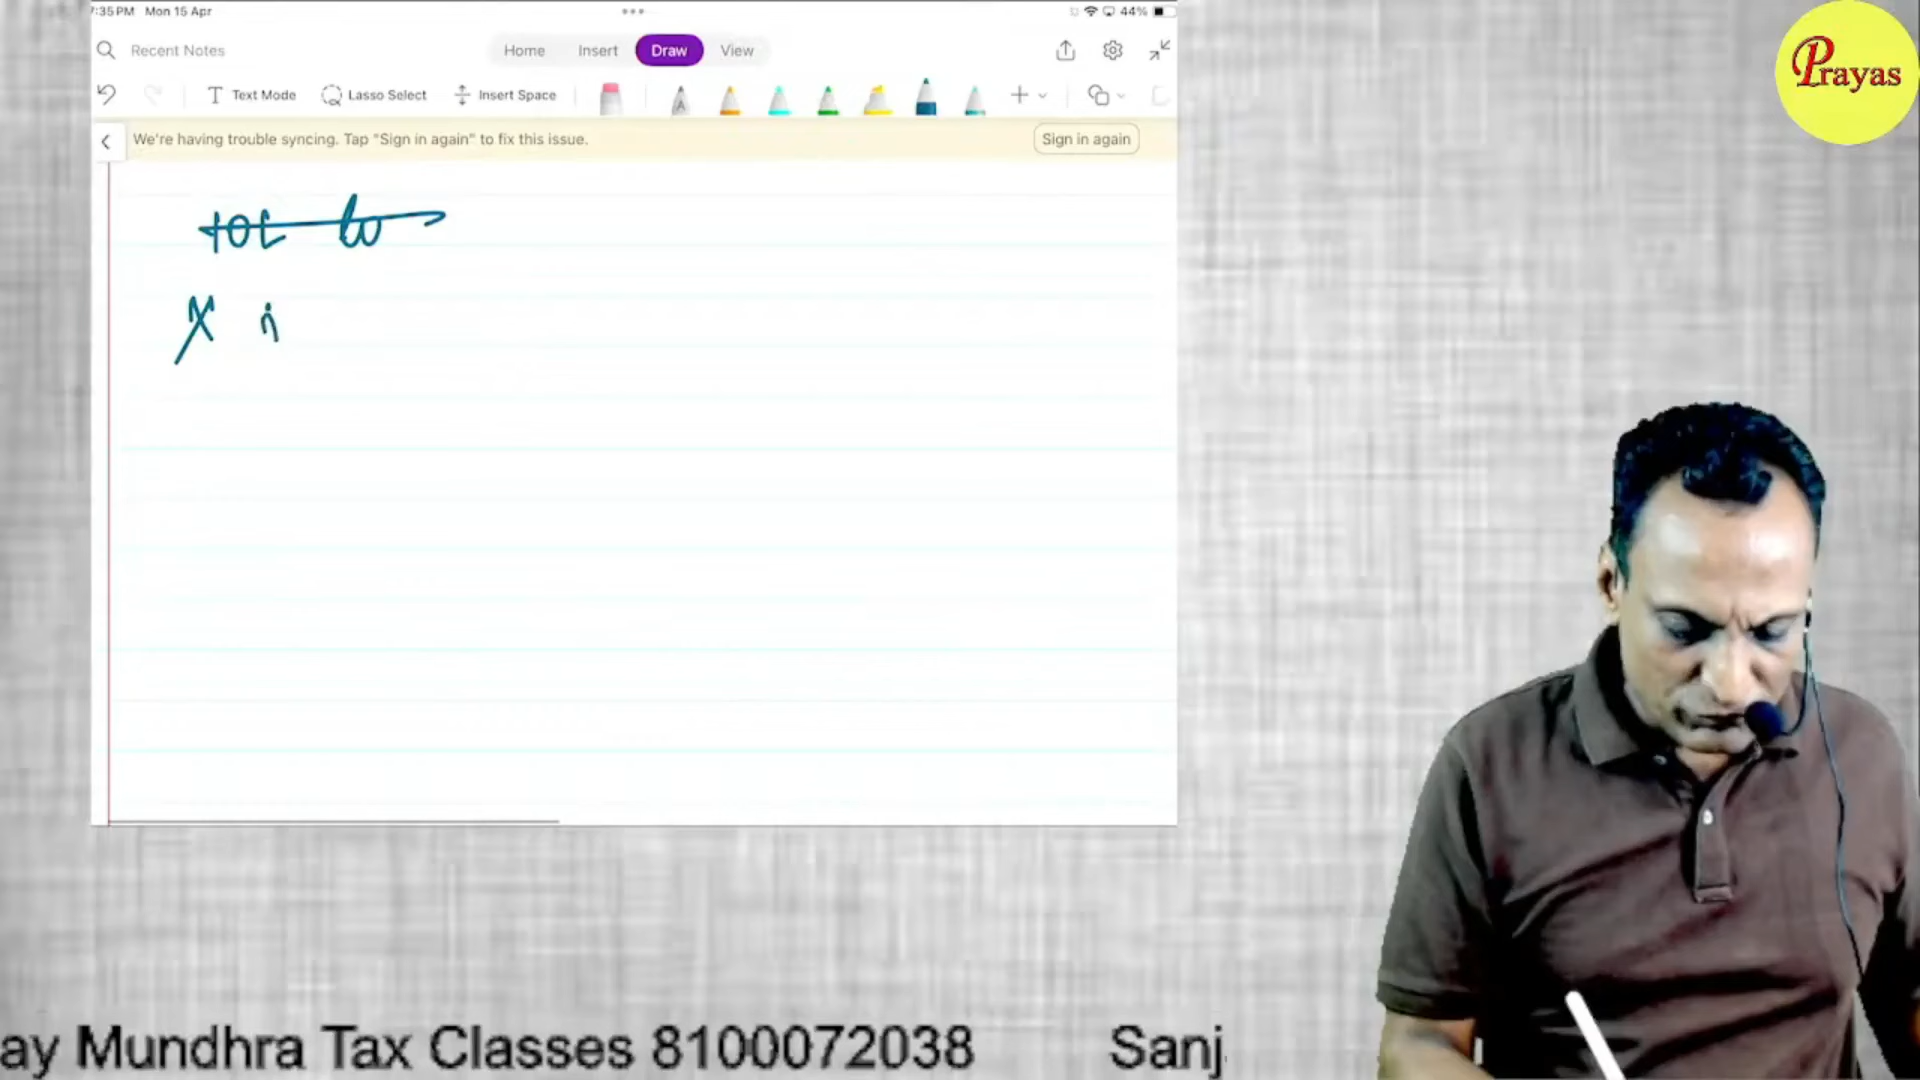 7:35PM Mon 15 Apr
44%
Recent Notes
Home Insert Draw View
Text Mode Lasso Select Insert Space
We're having trouble syncing. Tap "Sign in again" to fix this issue.
Sign in again
X
Prayas
ay Mundhra Tax Classes 8100072038 Sanj